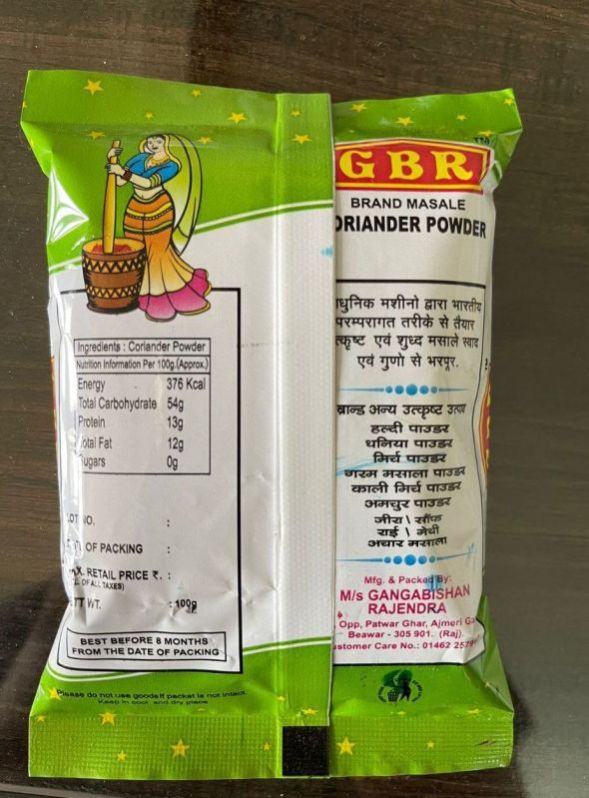 Ingredients : Coriander Powder
Nutrition Information Per 100g.(Approx.)
Energy 376 Kcal
Total Carbohydrate 54g
Protein 13g
otal Fat 12g
ugars 0g
OT NO. :
OF PACKING :
X. RETAIL PRICE ₹. :
OF ALL TAXES)
TT WT. : 100g
BEST BEFORE 8 MONTHS
FROM THE DATE OF PACKING
Please do not use goods if packet is not intact.
Keep in cool and dry place
GBR
BRAND MASALE
ORIANDER POWDER
धुनिक मशीनो द्वारा भारतीय
परम्परागत तरीके से तैयार
त्कृष्ट एवं शुध्द मसाले स्वाद
एवं गुणो से भरपूर.
ब्रान्ड अन्य उत्कृष्ट उत्पा
हल्दी पाउडर
धनिया पाउडर
मिर्च पाउडर
गरम मसाला पाउडर
काली मिर्च पाउडर
अमचुर पाउडर
जीरा \ सौंफ
राई \ मेथी
अचार मसाला
Mfg. & Packed By:
M/s GANGABISHAN
RAJENDRA
Opp, Patwar Ghar, Ajmeri Ga
Beawar - 305 901. (Raj).
ustomer Care No.: 01462 257